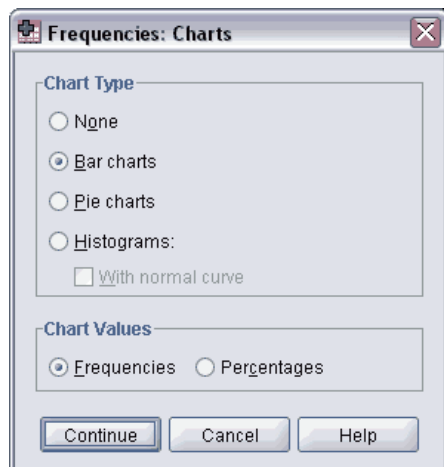 Frequencies: Charts
Chart Type
None
Bar charts
Pie charts
Histograms:
With normal curve
Chart Values
Frequencies Percentages
Continue Cancel Help